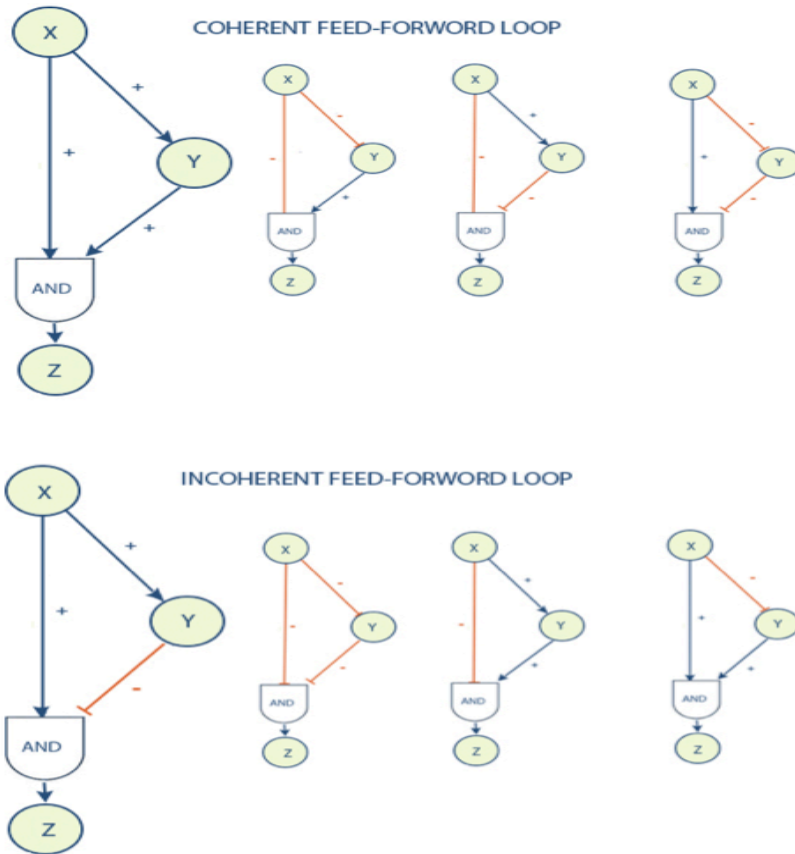 COHERENT FEED-FORWORD LOOP
X
+
+
Y
+
AND
Z
X
-
-
Y
+
AND
Z
X
+
-
Y
-
AND
Z
X
-
+
Y
-
AND
Z
INCOHERENT FEED-FORWORD LOOP
X
+
+
Y
-
AND
Z
X
-
-
Y
-
AND
Z
X
+
-
Y
+
AND
Z
X
-
+
Y
+
AND
Z